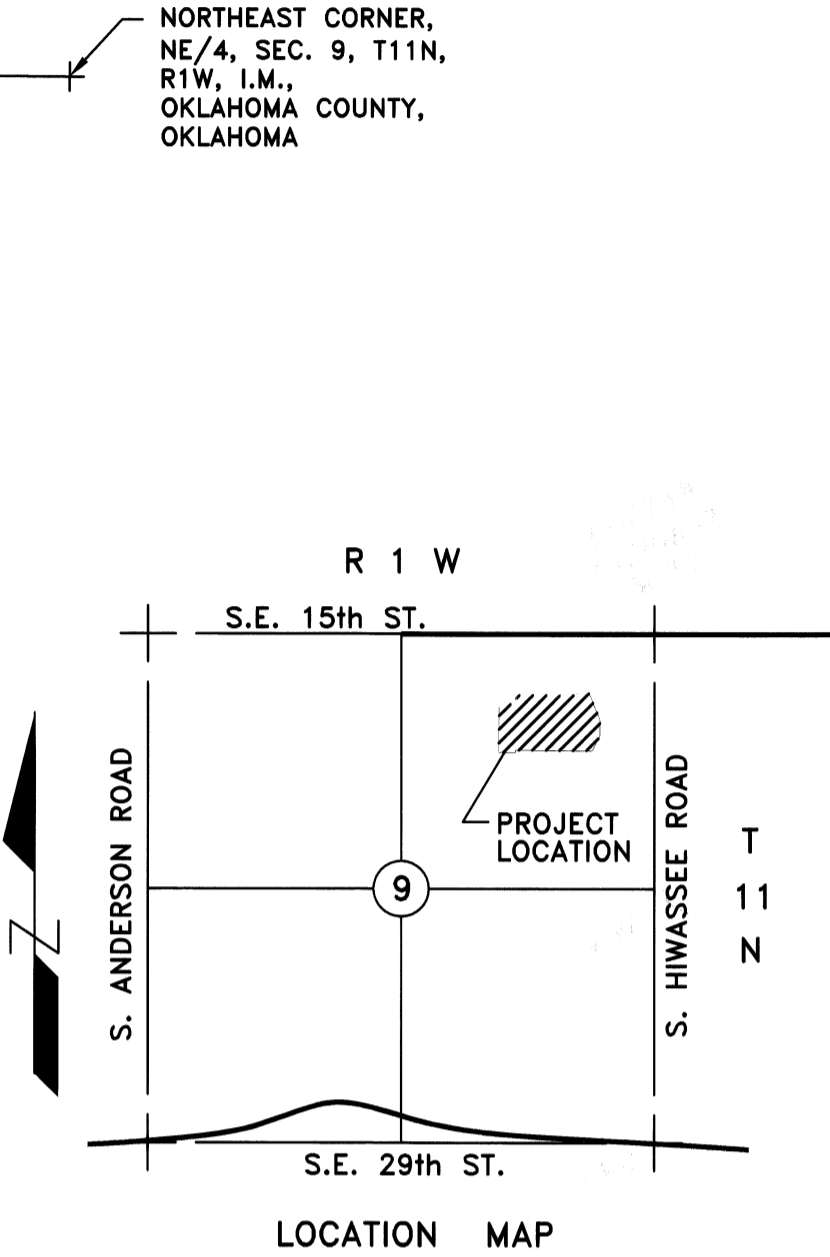 NORTHEAST CORNER,
NE/4, SEC. 9, T11N,
R1W, I.M.,
OKLAHOMA COUNTY,
OKLAHOMA
R 1 W
S.E. 15th ST.
S. ANDERSON ROAD
PROJECT
LOCATION
S. HIWASSEE ROAD
T
11
N
9
N
S.E. 29th ST.
LOCATION MAP